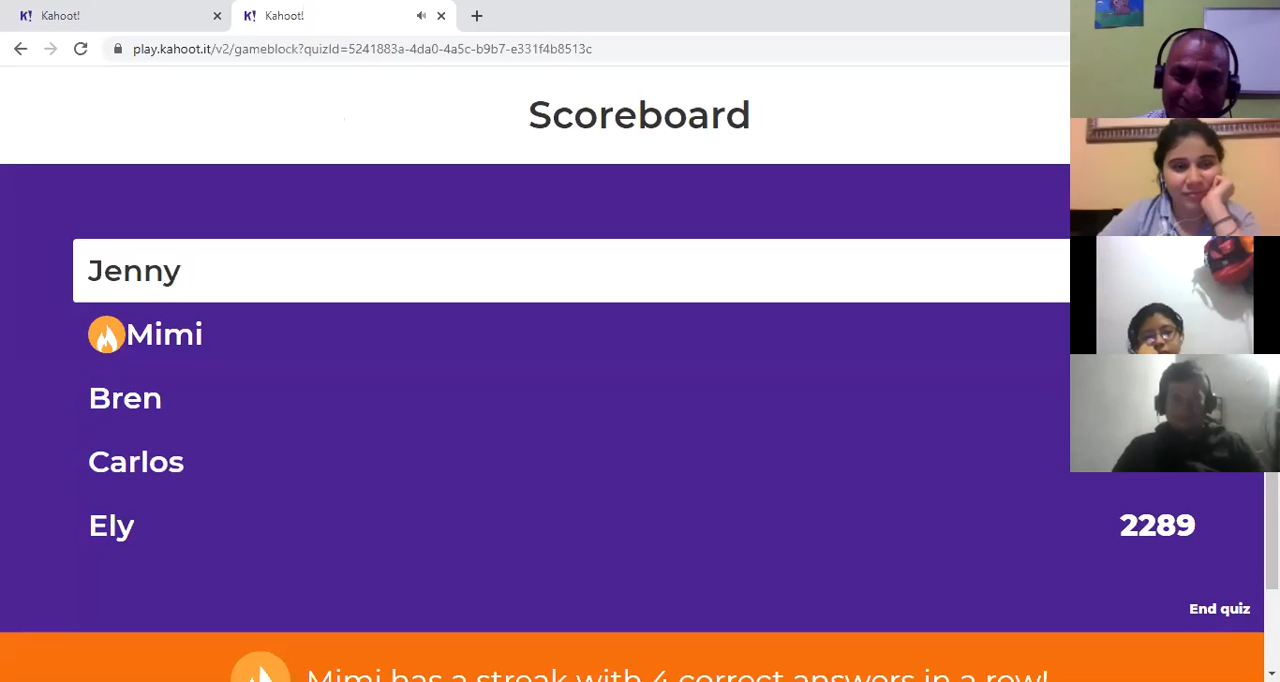 K! Kahoot!
K! Kahoot!
play.kahoot.it/v2/gameblock?quizId=5241883a-4da0-4a5c-b9b7-e331f4b8513c
Scoreboard
Jenny
Mimi
Bren
Carlos
Ely 2289
End quiz
Mimi has a streak with 4 correct answers in a row!